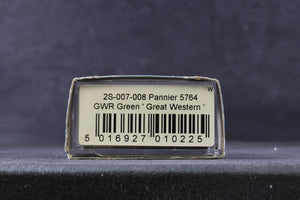 W
2S-007-008 Pannier 5764
GWR Green ' Great Western '
5 016927 010225